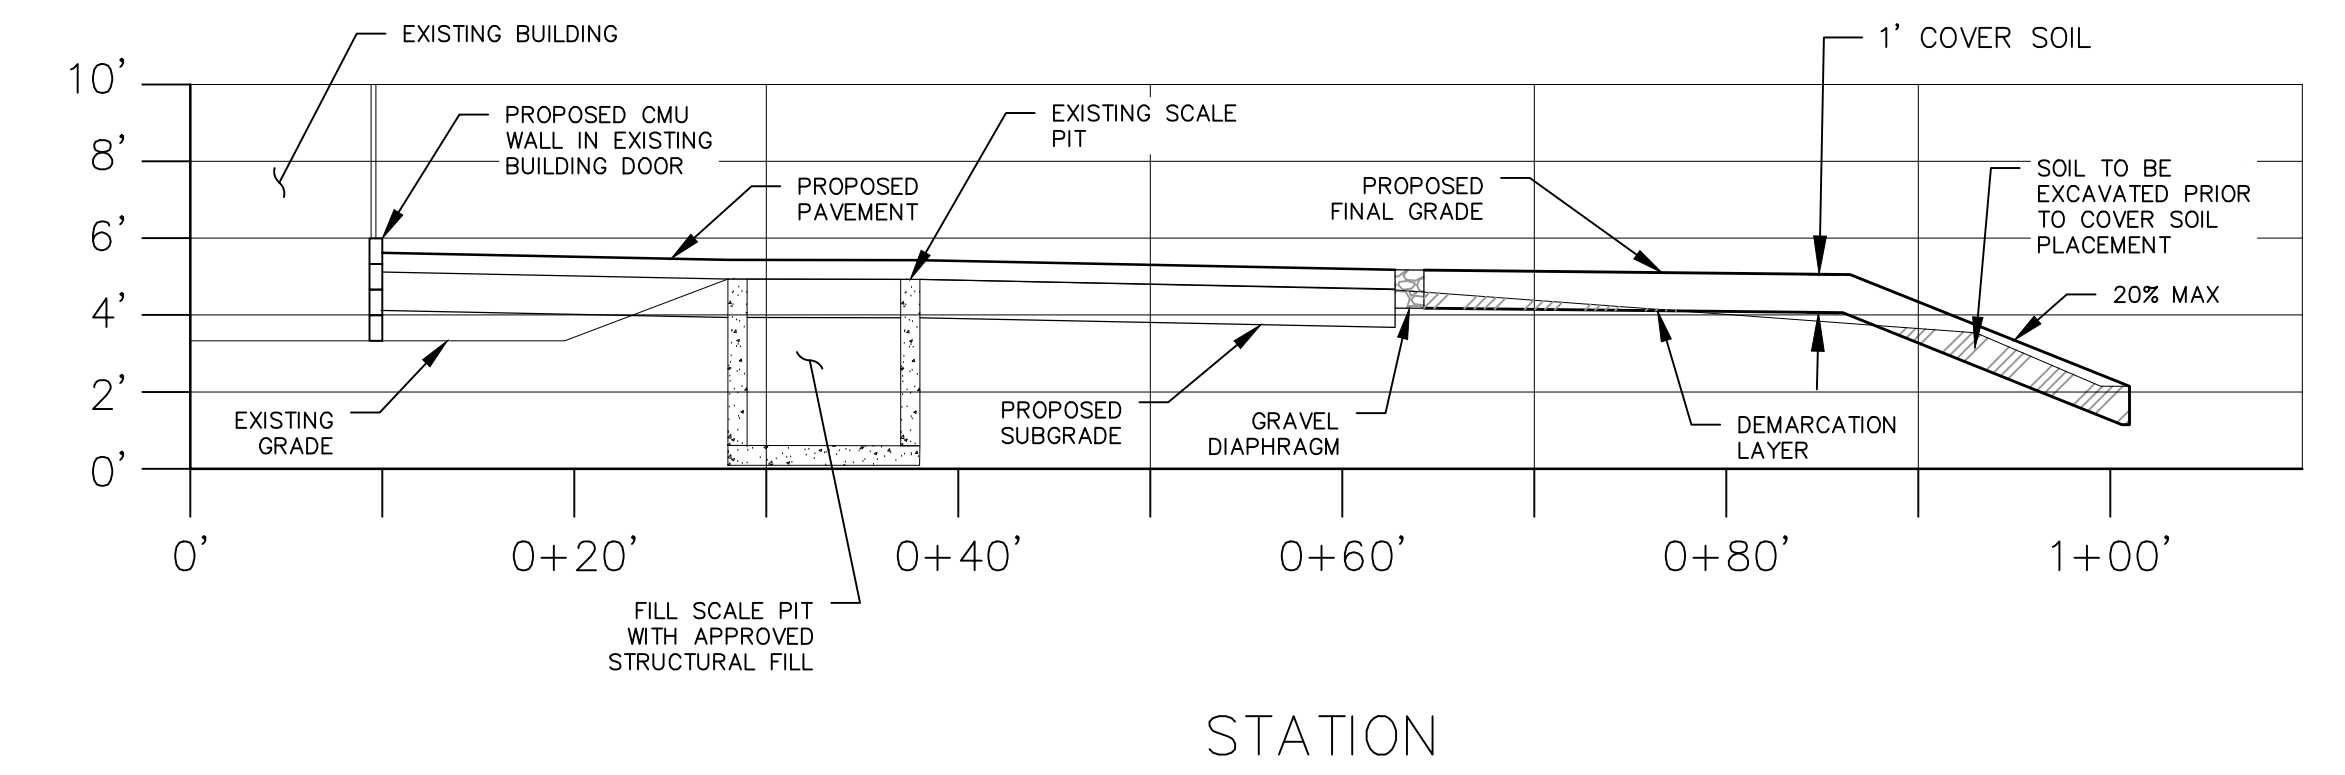 EXISTING BUILDING
1' COVER SOIL
10'
PROPOSED CMU
WALL IN EXISTING
BUILDING DOOR
EXISTING SCALE
PIT
8'
PROPOSED
PAVEMENT
PROPOSED
FINAL GRADE
SOIL TO BE
EXCAVATED PRIOR
TO COVER SOIL
PLACEMENT
6'
20% MAX
4'
2'
EXISTING
GRADE
PROPOSED
SUBGRADE
GRAVEL
DIAPHRAGM
DEMARCATION
LAYER
0'
0'
0+20'
0+40'
0+60'
0+80'
1+00'
FILL SCALE PIT
WITH APPROVED
STRUCTURAL FILL
STATION